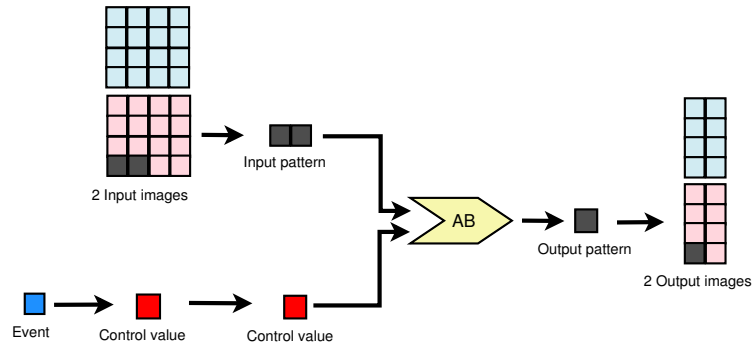 2 Input images
Input pattern
AB
Output pattern
2 Output images
Event
Control value
Control value